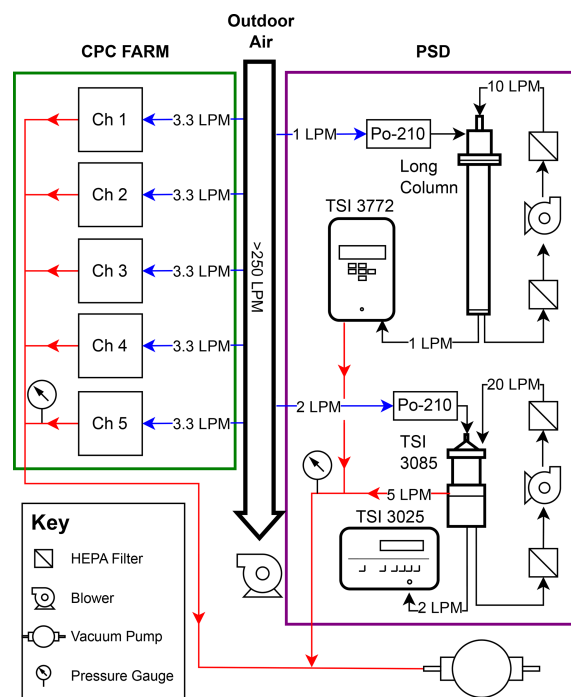 Outdoor
Air
CPC FARM
PSD
Ch 1
3.3 LPM
Ch 2
3.3 LPM
Ch 3
3.3 LPM
Ch 4
3.3 LPM
Ch 5
3.3 LPM
>250 LPM
1 LPM
Po-210
10 LPM
Long
Column
TSI 3772
1 LPM
2 LPM
Po-210
20 LPM
TSI
3085
5 LPM
TSI 3025
2 LPM
Key
HEPA Filter
Blower
Vacuum Pump
Pressure Gauge